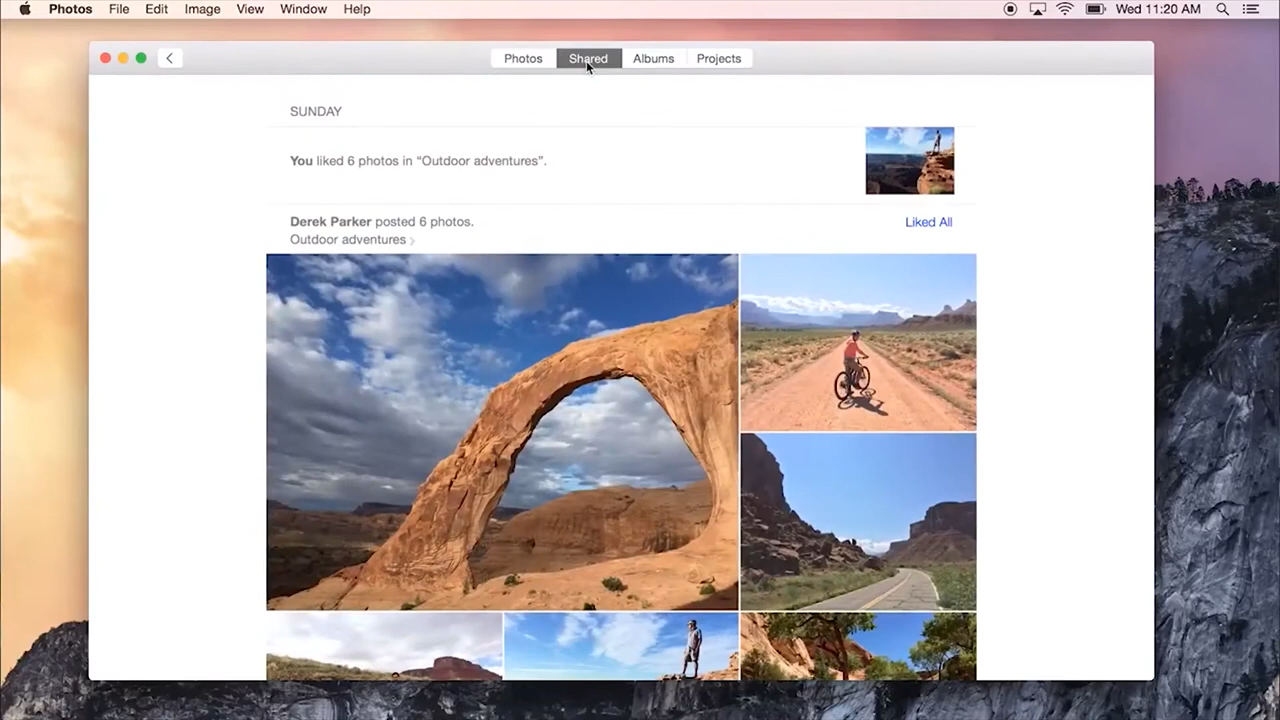 Photos File Edit Image View Window Help Wed 11:20 AM
Photos Shared Albums Projects
SUNDAY
You liked 6 photos in “Outdoor adventures”.
Derek Parker posted 6 photos. Liked All
Outdoor adventures >